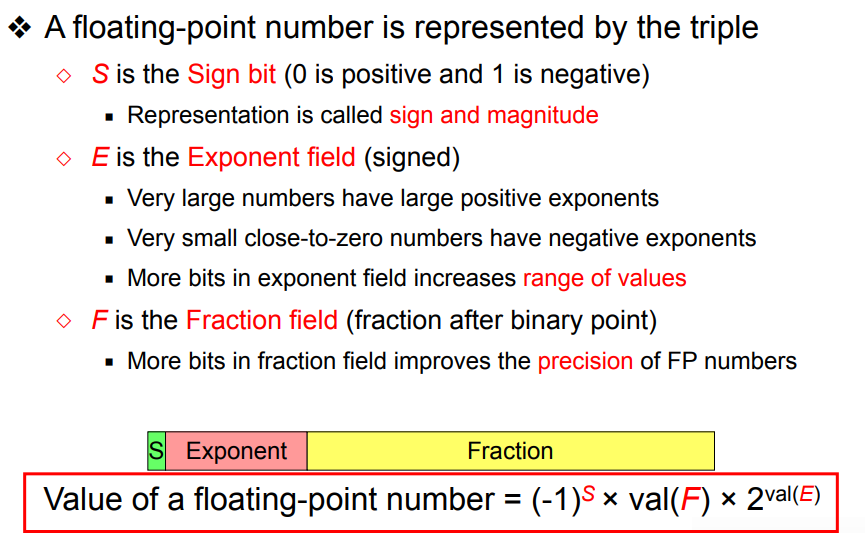 ❖ A floating-point number is represented by the triple
◇ S is the Sign bit (0 is positive and 1 is negative)
▪ Representation is called sign and magnitude
◇ E is the Exponent field (signed)
▪ Very large numbers have large positive exponents
▪ Very small close-to-zero numbers have negative exponents
▪ More bits in exponent field increases range of values
◇ F is the Fraction field (fraction after binary point)
▪ More bits in fraction field improves the precision of FP numbers
S Exponent Fraction
Value of a floating-point number = (-1)ˢ × val(F) × 2^val(E)